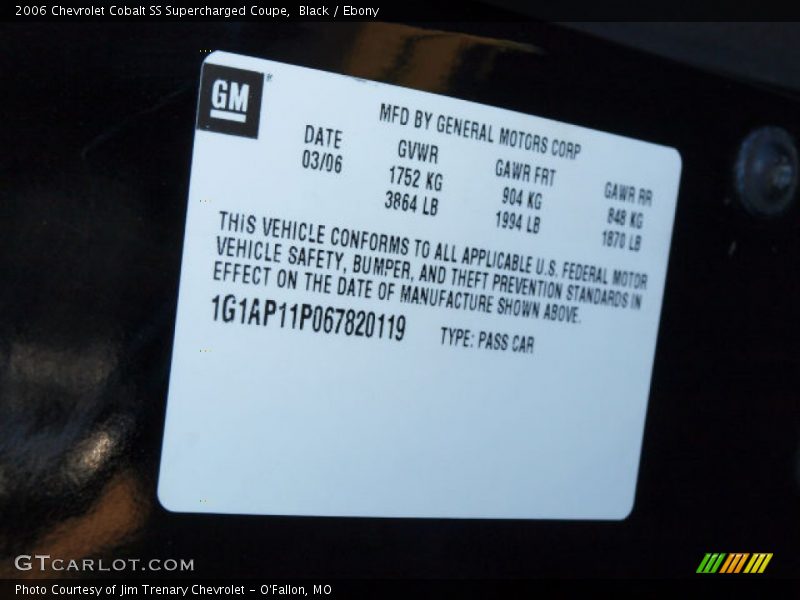 2006 Chevrolet Cobalt SS Supercharged Coupe, Black / Ebony
GM
MFD BY GENERAL MOTORS CORP
DATE GVWR GAWR FRT GAWR RR
03/06 1752 KG 904 KG 848 KG
3864 LB 1994 LB 1870 LB
THIS VEHICLE CONFORMS TO ALL APPLICABLE U.S. FEDERAL MOTOR
VEHICLE SAFETY, BUMPER, AND THEFT PREVENTION STANDARDS IN
EFFECT ON THE DATE OF MANUFACTURE SHOWN ABOVE.
1G1AP11P067820119 TYPE: PASS CAR
GTCARLOT.COM
Photo Courtesy of Jim Trenary Chevrolet - O'Fallon, MO